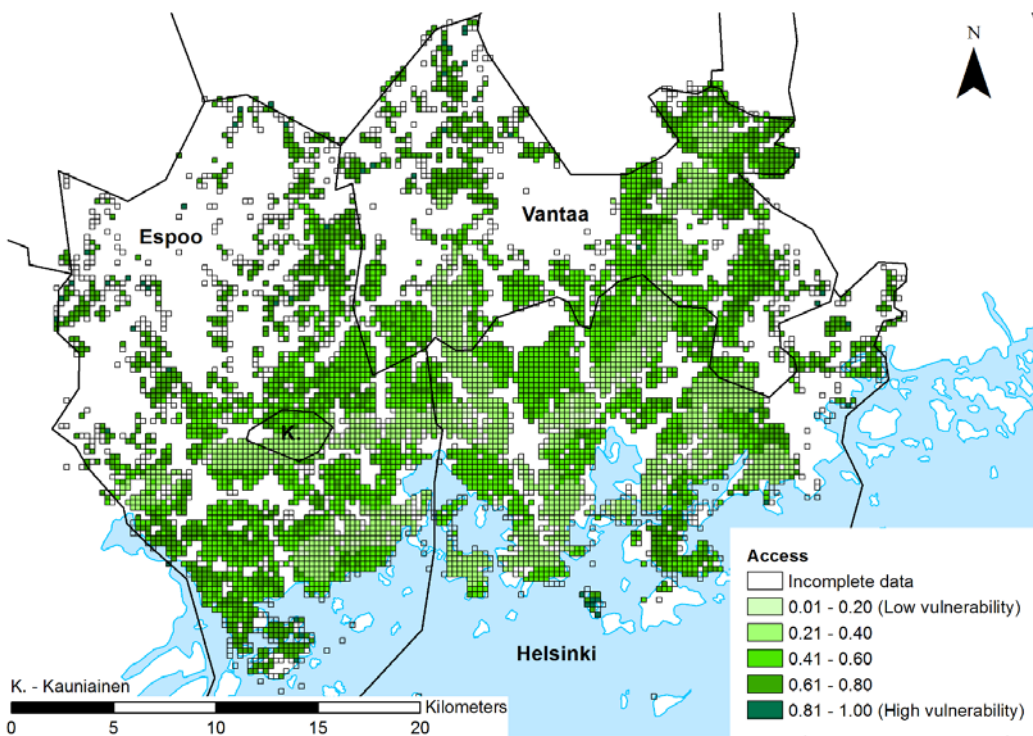 N
Espoo
Vantaa
K.
Helsinki
Access
Incomplete data
0.01 - 0.20 (Low vulnerability)
0.21 - 0.40
0.41 - 0.60
0.61 - 0.80
0.81 - 1.00 (High vulnerability)
K. - Kauniainen
Kilometers
0 5 10 15 20